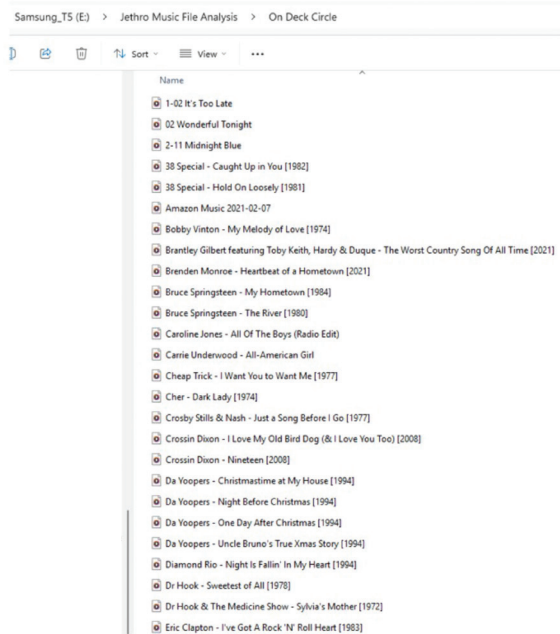 Samsung_T5 (E:) > Jethro Music File Analysis > On Deck Circle
Sort View ...
Name
1-02 It's Too Late
02 Wonderful Tonight
2-11 Midnight Blue
38 Special - Caught Up in You [1982]
38 Special - Hold On Loosely [1981]
Amazon Music 2021-02-07
Bobby Vinton - My Melody of Love [1974]
Brantley Gilbert featuring Toby Keith, Hardy & Duque - The Worst Country Song Of All Time [2021]
Brenden Monroe - Heartbeat of a Hometown [2021]
Bruce Springsteen - My Hometown [1984]
Bruce Springsteen - The River [1980]
Caroline Jones - All Of The Boys (Radio Edit)
Carrie Underwood - All-American Girl
Cheap Trick - I Want You to Want Me [1977]
Cher - Dark Lady [1974]
Crosby Stills & Nash - Just a Song Before I Go [1977]
Crossin Dixon - I Love My Old Bird Dog (& I Love You Too) [2008]
Crossin Dixon - Nineteen [2008]
Da Yoopers - Christmastime at My House [1994]
Da Yoopers - Night Before Christmas [1994]
Da Yoopers - One Day After Christmas [1994]
Da Yoopers - Uncle Bruno's True Xmas Story [1994]
Diamond Rio - Night Is Fallin' In My Heart [1994]
Dr Hook - Sweetest of All [1978]
Dr Hook & The Medicine Show - Sylvia's Mother [1972]
Eric Clapton - I've Got A Rock 'N' Roll Heart [1983]